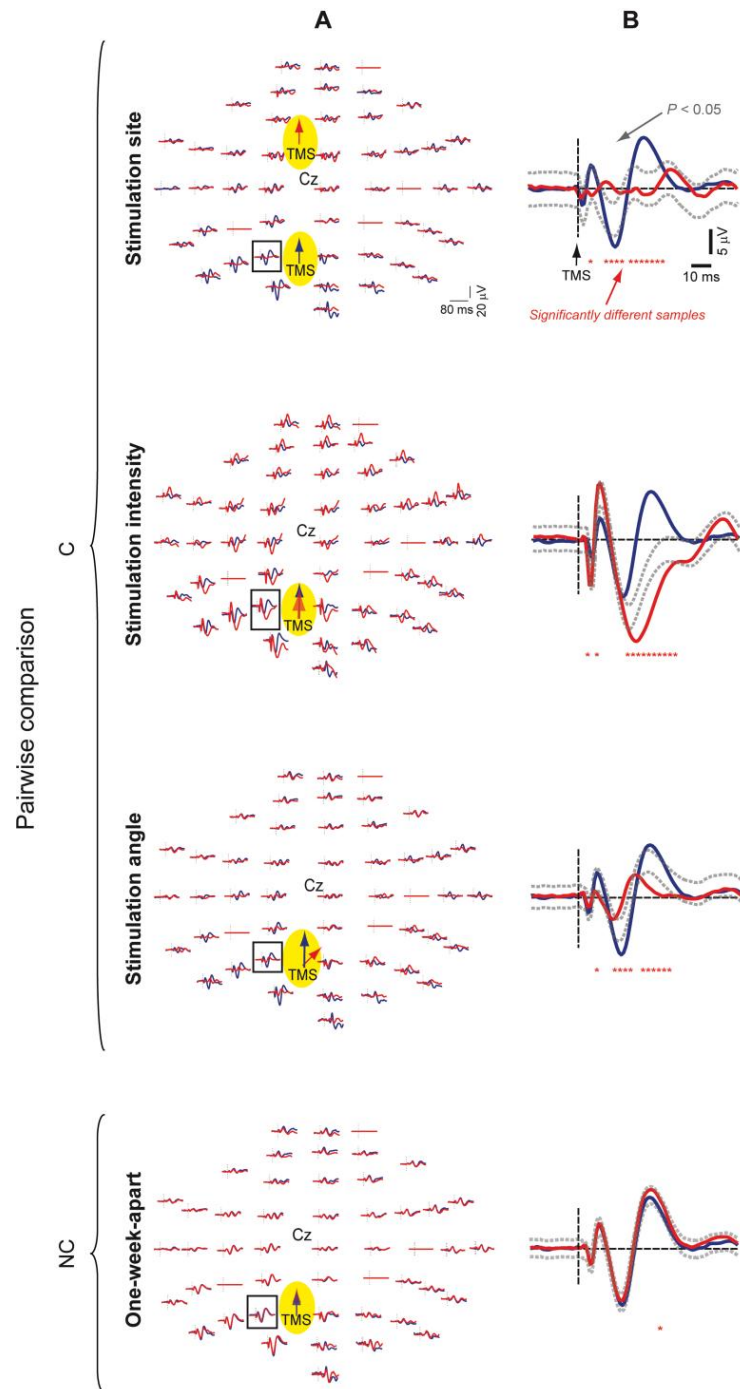 A
B
Pairwise comparison
C
NC
Stimulation site
TMS
Cz
TMS
80 ms
20 µV
P < 0.05
5 µV
10 ms
TMS
* **** *******
Significantly different samples
Stimulation intensity
Cz
TMS
* * **********
Stimulation angle
Cz
TMS
* **** ******
One-week-apart
Cz
TMS
*